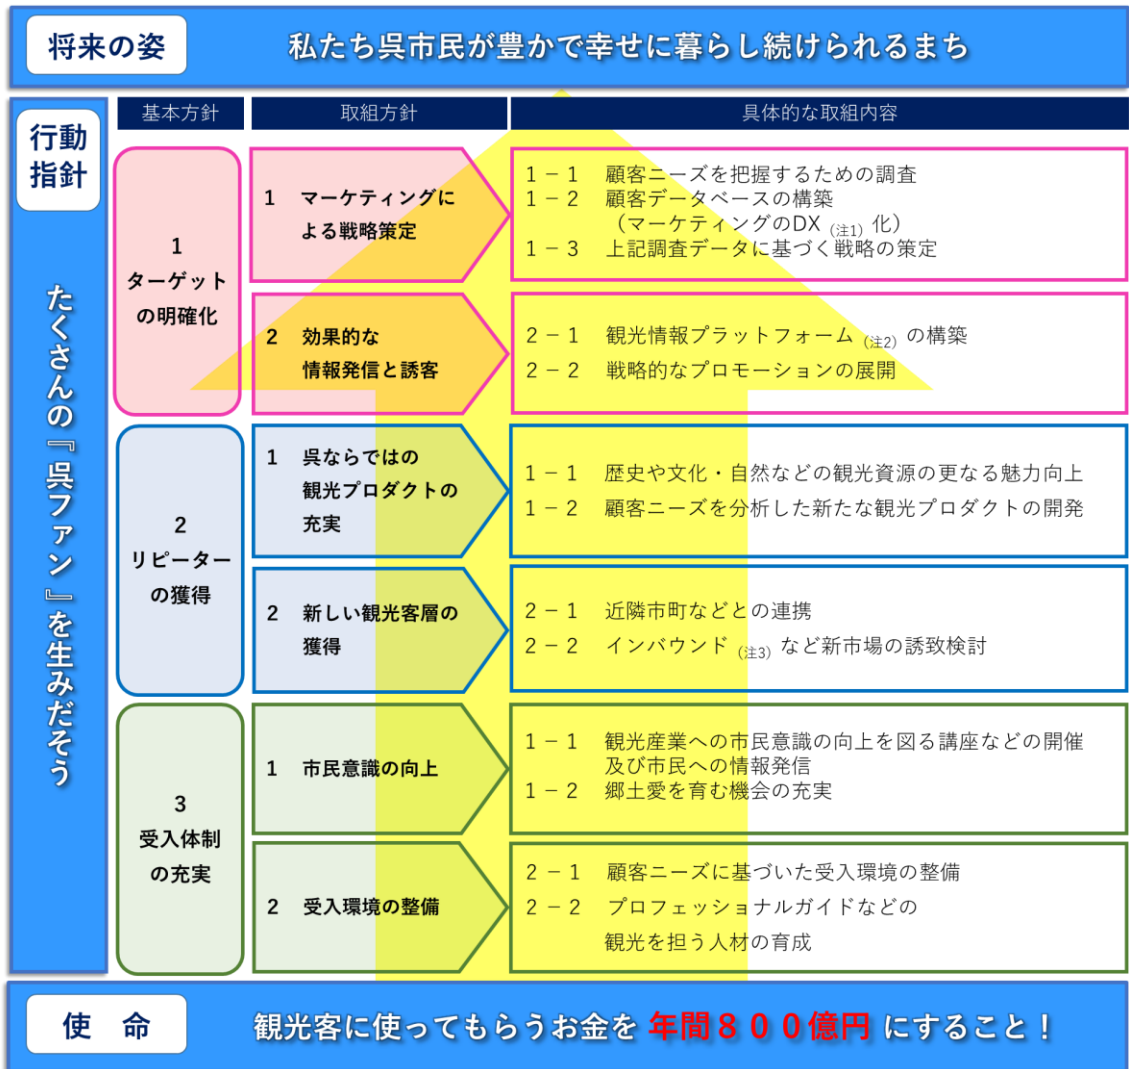 将来の姿
私たち呉市民が豊かで幸せに暮らし続けられるまち
行動
指針
たくさんの『呉ファン』を生みだそう
基本方針
取組方針
具体的な取組内容
1
ターゲット
の明確化
1 マーケティングに
よる戦略策定
1－1 顧客ニーズを把握するための調査
1－2 顧客データベースの構築
（マーケティングのDX（注1）化）
1－3 上記調査データに基づく戦略の策定
2 効果的な
情報発信と誘客
2－1 観光情報プラットフォーム（注2）の構築
2－2 戦略的なプロモーションの展開
2
リピーター
の獲得
1 呉ならではの
観光プロダクトの
充実
1－1 歴史や文化・自然などの観光資源の更なる魅力向上
1－2 顧客ニーズを分析した新たな観光プロダクトの開発
2 新しい観光客層の
獲得
2－1 近隣市町などとの連携
2－2 インバウンド（注3）など新市場の誘致検討
3
受入体制
の充実
1 市民意識の向上
1－1 観光産業への市民意識の向上を図る講座などの開催
及び市民への情報発信
1－2 郷土愛を育む機会の充実
2 受入環境の整備
2－1 顧客ニーズに基づいた受入環境の整備
2－2 プロフェッショナルガイドなどの
観光を担う人材の育成
使 命
観光客に使ってもらうお金を 年間８００億円 にすること！